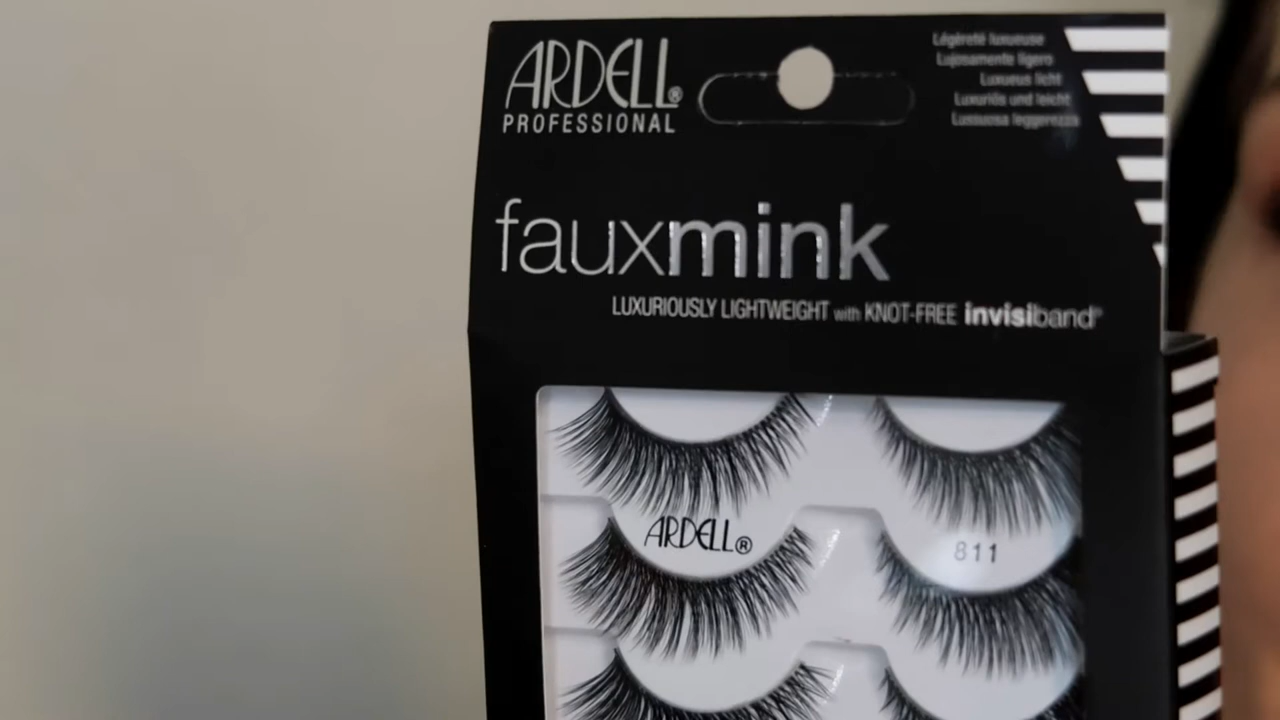 ARDELL®
PROFESSIONAL
Légèreté luxueuse
Lujosamente ligero
Luxueus licht
Luxuriös und leicht
Lussuosa leggerezza
fauxmink
LUXURIOUSLY LIGHTWEIGHT with KNOT-FREE invisiband®
ARDELL®
811